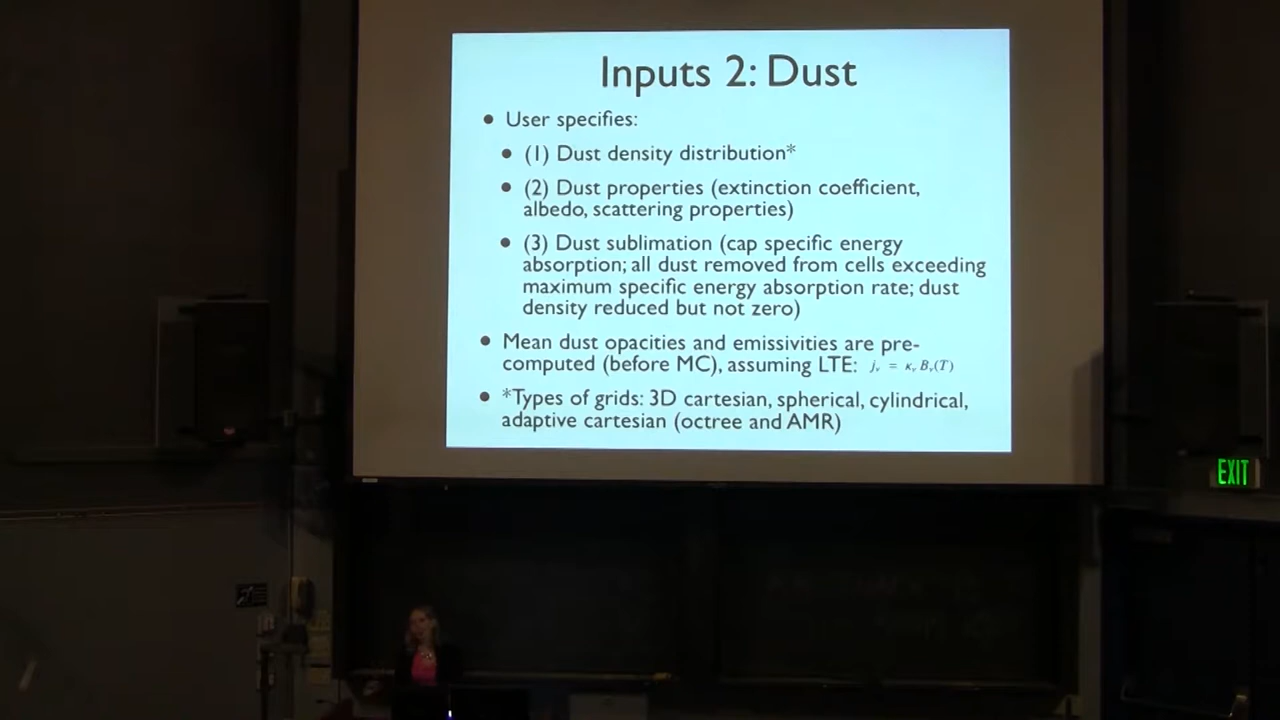 Inputs 2: Dust
• User specifies:
• (1) Dust density distribution*
• (2) Dust properties (extinction coefficient,
albedo, scattering properties)
• (3) Dust sublimation (cap specific energy
absorption; all dust removed from cells exceeding
maximum specific energy absorption rate; dust
density reduced but not zero)
• Mean dust opacities and emissivities are pre-
computed (before MC), assuming LTE: jᵥ = κᵥ Bᵥ(T)
• *Types of grids: 3D cartesian, spherical, cylindrical,
adaptive cartesian (octree and AMR)
EXIT